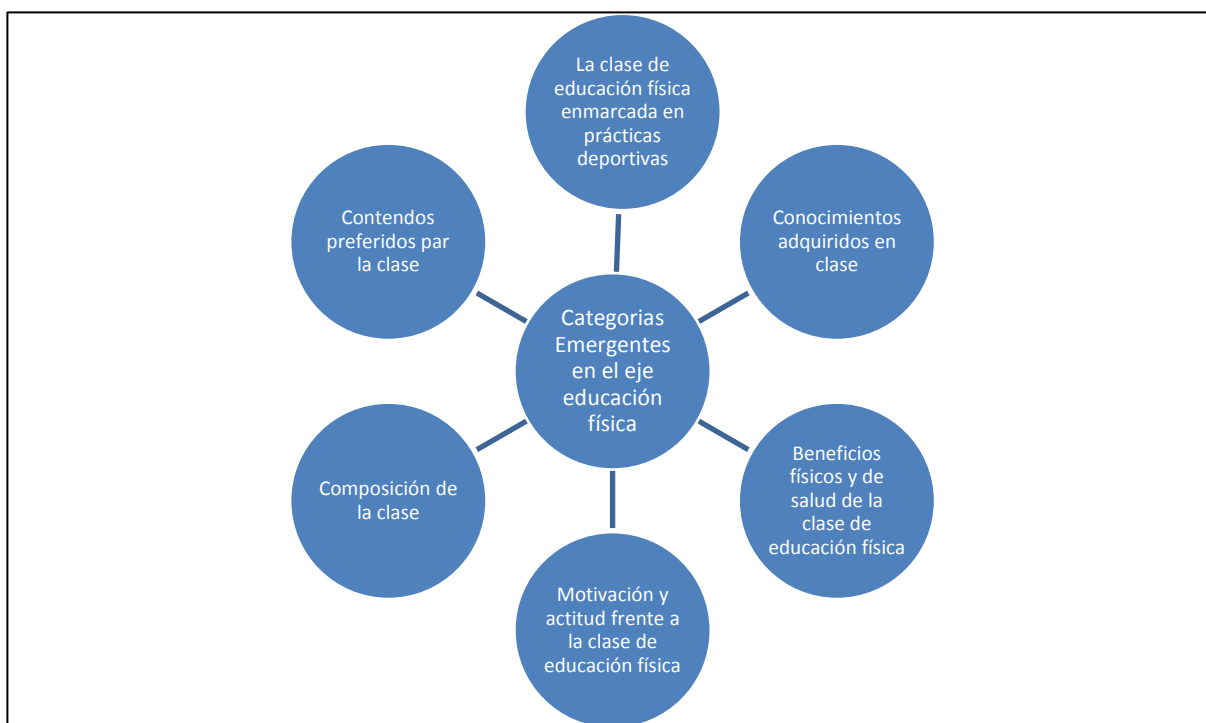 La clase de
educación física
enmarcada en
prácticas
deportivas
Conocimientos
adquiridos en
clase
Beneficios
físicos y de
salud de la
clase de
educación física
Motivación y
actitud frente a
la clase de
educación física
Composición de
la clase
Contendos
preferidos par
la clase
Categorias
Emergentes
en el eje
educación
física